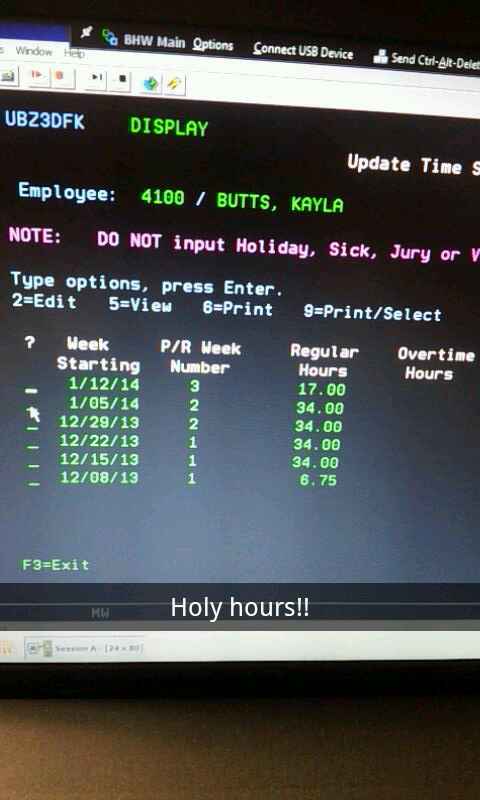 BHW Main Options Connect USB Device Send Ctrl-Alt-Delet
Window Help
UBZ3DFK DISPLAY
Update Time S
Employee: 4100 / BUTTS, KAYLA
NOTE: DO NOT input Holiday, Sick, Jury or V
Type options, press Enter.
2=Edit 5=View 6=Print 9=Print/Select
? Week P/R Week Regular Overtime
Starting Number Hours Hours
_ 1/12/14 3 17.00
1/05/14 2 34.00
_ 12/29/13 2 34.00
_ 12/22/13 1 34.00
_ 12/15/13 1 34.00
_ 12/08/13 1 6.75
F3=Exit
Holy hours!!
MW
Session A - [24 x 80]